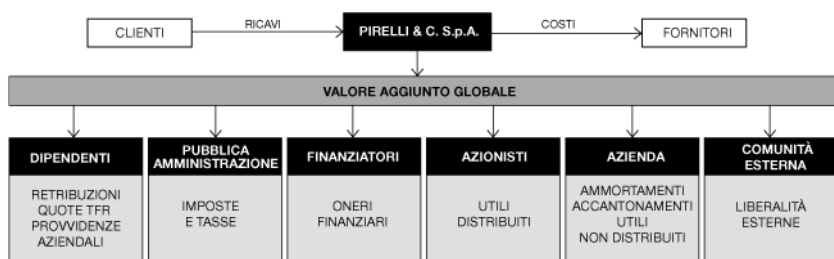 CLIENTI
RICAVI
PIRELLI & C. S.p.A.
COSTI
FORNITORI
VALORE AGGIUNTO GLOBALE
DIPENDENTI
RETRIBUZIONI
QUOTE TFR
PROVVIDENZE
AZIENDALI
PUBBLICA
AMMINISTRAZIONE
IMPOSTE
E TASSE
FINANZIATORI
ONERI
FINANZIARI
AZIONISTI
UTILI
DISTRIBUITI
AZIENDA
AMMORTAMENTI
ACCANTONAMENTI
UTILI
NON DISTRIBUITI
COMUNITÀ
ESTERNA
LIBERALITÀ
ESTERNE